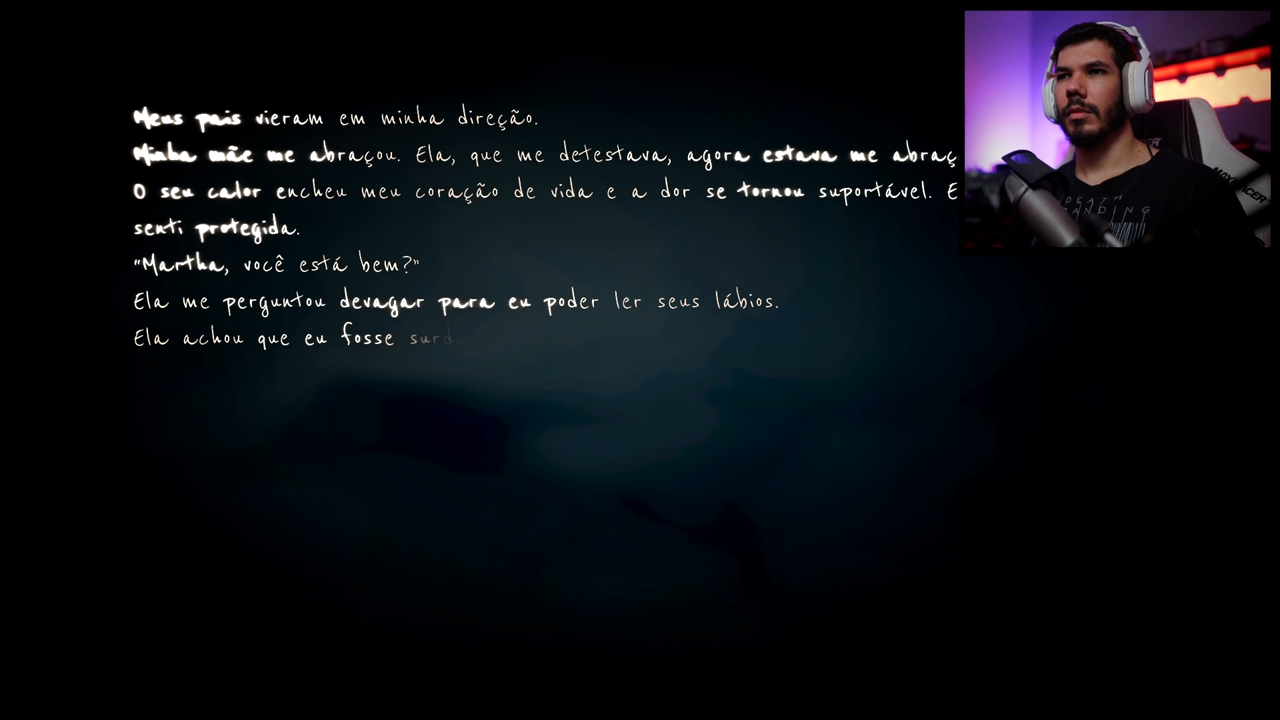 Meus pais vieram em minha direção.
Minha mãe me abraçou. Ela, que me detestava, agora estava me abraç
O seu calor encheu meu coração de vida e a dor se tornou suportável. E
senti protegida.
"Martha, você está bem?"
Ela me perguntou devagar para eu poder ler seus lábios.
Ela achou que eu fosse surda